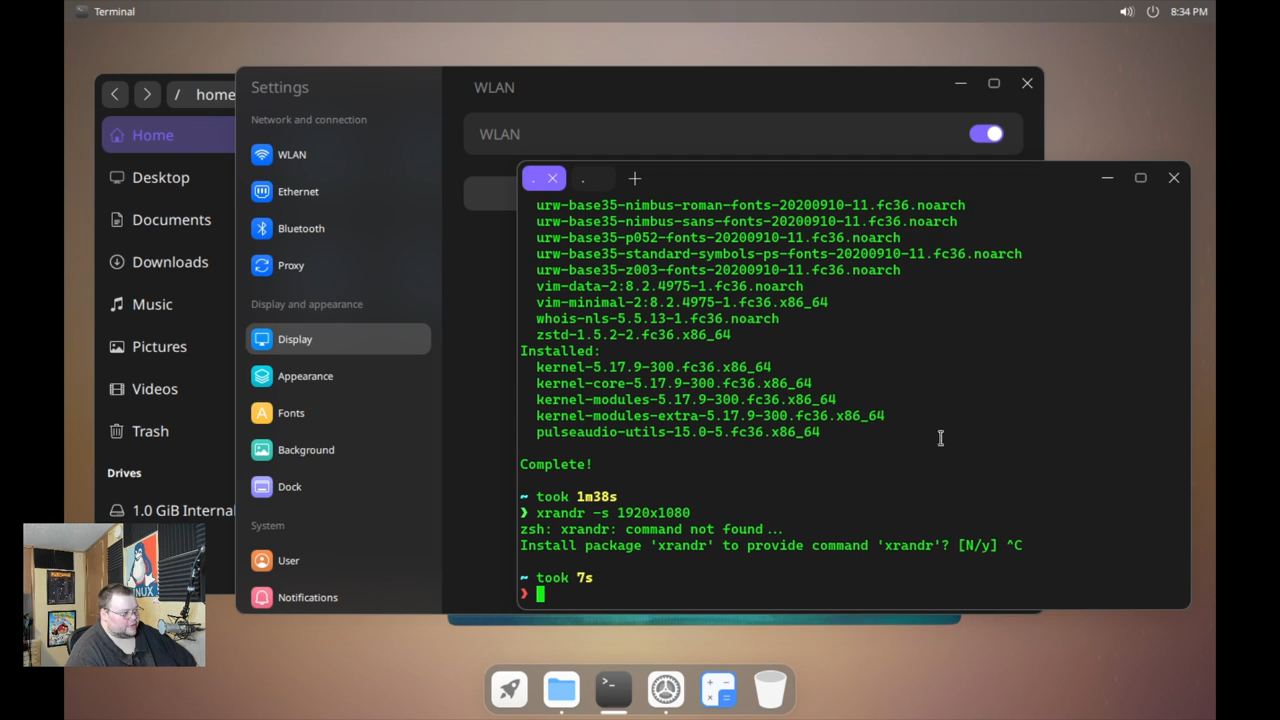 Terminal
8:34 PM
/ home
Home
Desktop
Documents
Downloads
Music
Pictures
Videos
Trash
Drives
1.0 GiB Interna
Settings
Network and connection
WLAN
Ethernet
Bluetooth
Proxy
Display and appearance
Display
Appearance
Fonts
Background
Dock
System
User
Notifications
WLAN
WLAN
urw-base35-nimbus-roman-fonts-20200910-11.fc36.noarch
urw-base35-nimbus-sans-fonts-20200910-11.fc36.noarch
urw-base35-p052-fonts-20200910-11.fc36.noarch
urw-base35-standard-symbols-ps-fonts-20200910-11.fc36.noarch
urw-base35-z003-fonts-20200910-11.fc36.noarch
vim-data-2:8.2.4975-1.fc36.noarch
vim-minimal-2:8.2.4975-1.fc36.x86_64
whois-nls-5.5.13-1.fc36.noarch
zstd-1.5.2-2.fc36.x86_64
Installed:
kernel-5.17.9-300.fc36.x86_64
kernel-core-5.17.9-300.fc36.x86_64
kernel-modules-5.17.9-300.fc36.x86_64
kernel-modules-extra-5.17.9-300.fc36.x86_64
pulseaudio-utils-15.0-5.fc36.x86_64
Complete!
~ took 1m38s
❯ xrandr -s 1920x1080
zsh: xrandr: command not found...
Install package 'xrandr' to provide command 'xrandr'? [N/y] ^C
~ took 7s
❯